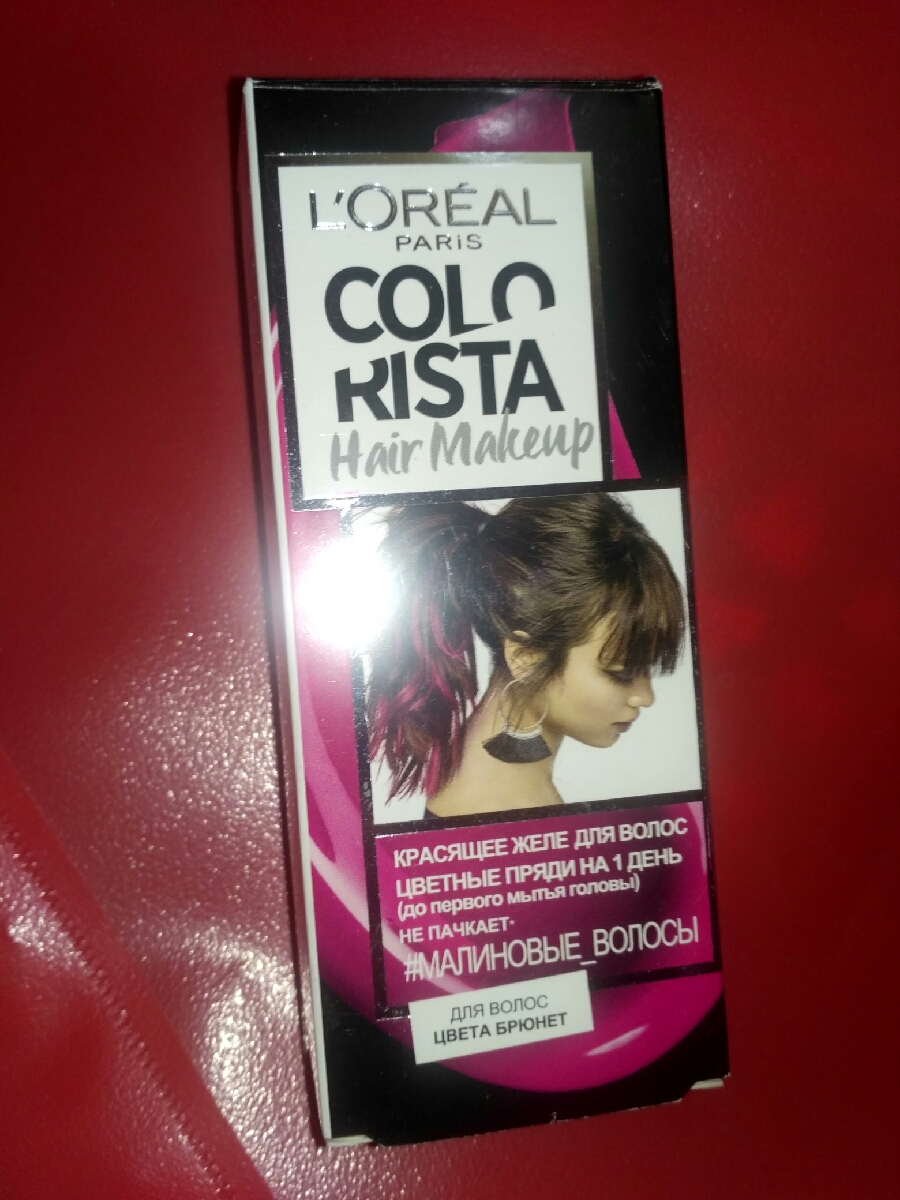 L'ORÉAL
PARIS
COLO
RISTA
Hair Makeup
КРАСЯЩЕЕ ЖЕЛЕ ДЛЯ ВОЛОС
ЦВЕТНЫЕ ПРЯДИ НА 1 ДЕНЬ
(до первого мытья головы)
НЕ ПАЧКАЕТ*
#МАЛИНОВЫЕ_ВОЛОСЫ
ДЛЯ ВОЛОС
ЦВЕТА БРЮНЕТ